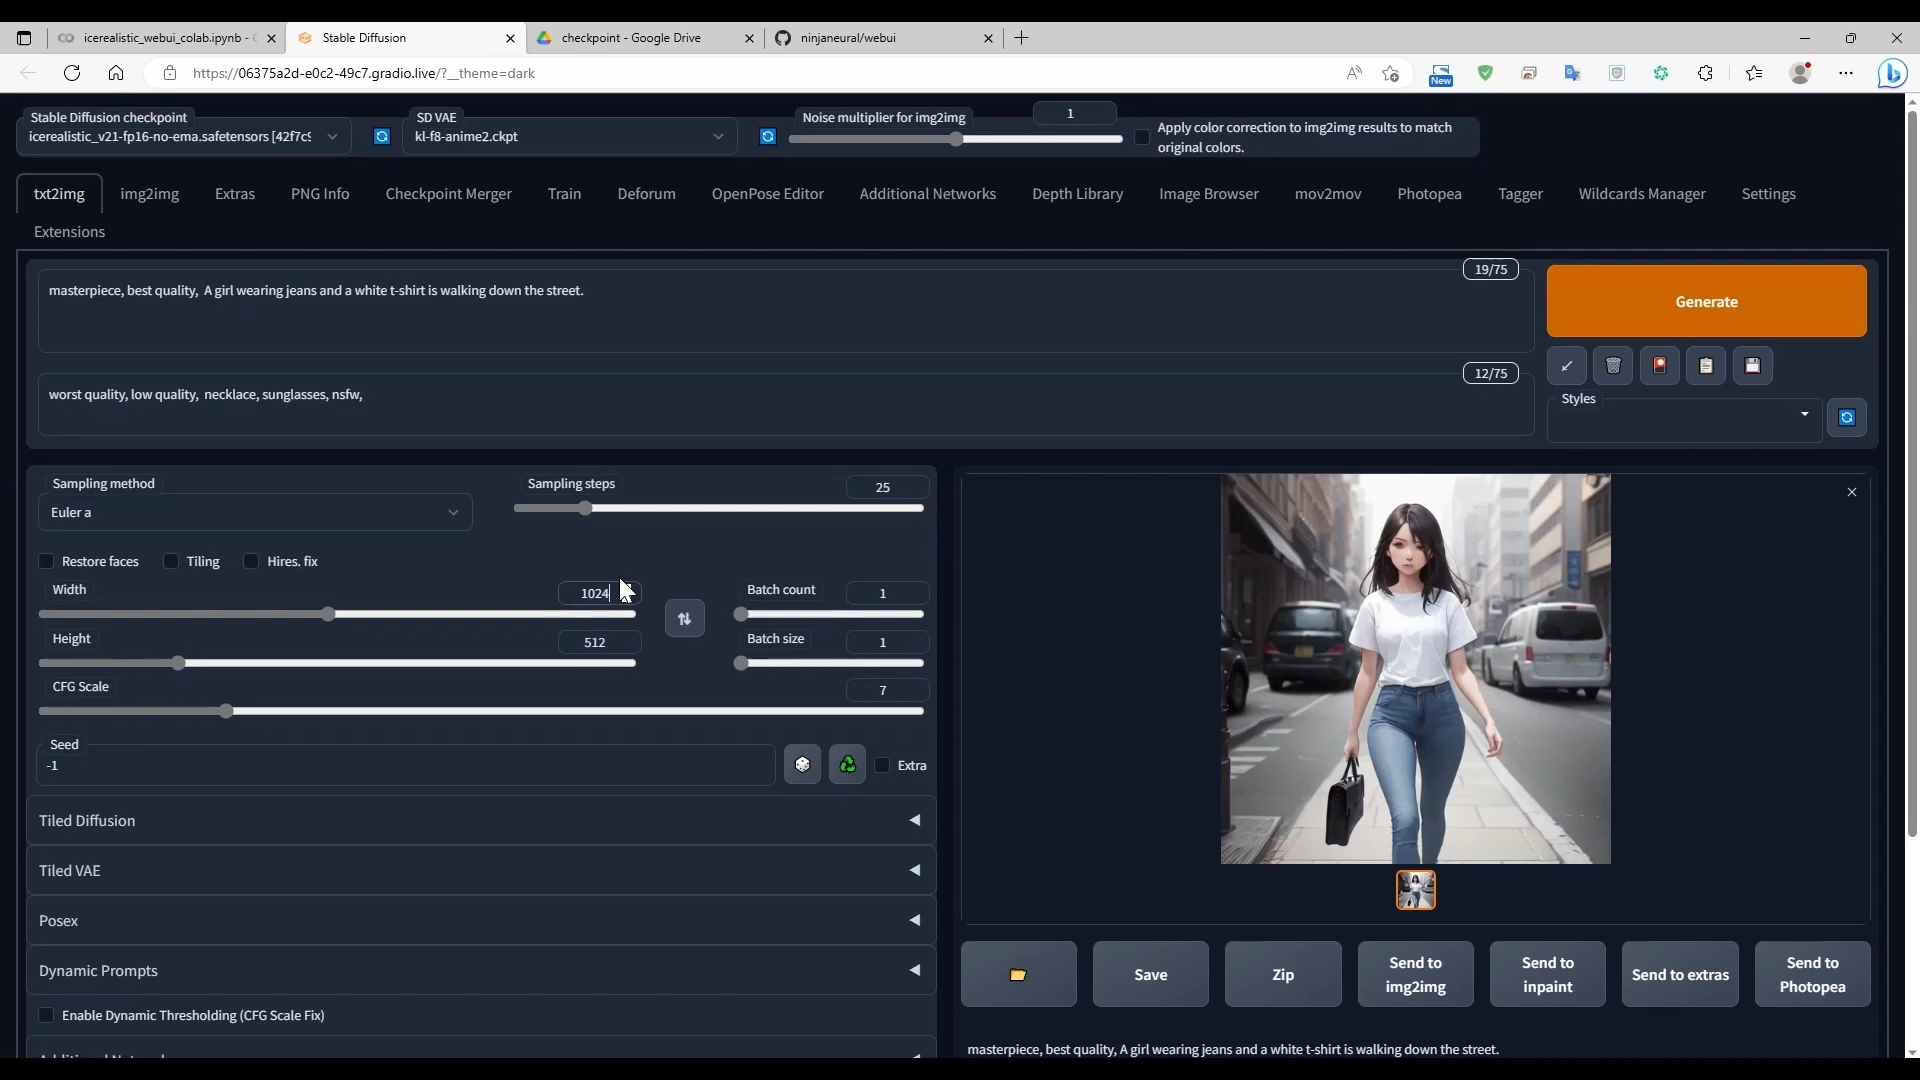 icerealistic_webui_colab.ipynb -
Stable Diffusion
checkpoint - Google Drive
ninjaneural/webui
https://06375a2d-e0c2-49c7.gradio.live/?__theme=dark
New
Stable Diffusion checkpoint
icerealistic_v21-fp16-no-ema.safetensors [42f7c9
SD VAE
kl-f8-anime2.ckpt
Noise multiplier for img2img
1
Apply color correction to img2img results to match
original colors.
txt2img
img2img
Extras
PNG Info
Checkpoint Merger
Train
Deforum
OpenPose Editor
Additional Networks
Depth Library
Image Browser
mov2mov
Photopea
Tagger
Wildcards Manager
Settings
Extensions
19/75
masterpiece, best quality,  A girl wearing jeans and a white t-shirt is walking down the street.
Generate
12/75
worst quality, low quality,  necklace, sunglasses, nsfw,
Styles
Sampling method
Euler a
Sampling steps
25
Restore faces
Tiling
Hires. fix
Width
1024
Batch count
1
Height
512
Batch size
1
CFG Scale
7
Seed
-1
Extra
Tiled Diffusion
Tiled VAE
Posex
Dynamic Prompts
Enable Dynamic Thresholding (CFG Scale Fix)
Save
Zip
Send to
img2img
Send to
inpaint
Send to extras
Send to
Photopea
masterpiece, best quality, A girl wearing jeans and a white t-shirt is walking down the street.